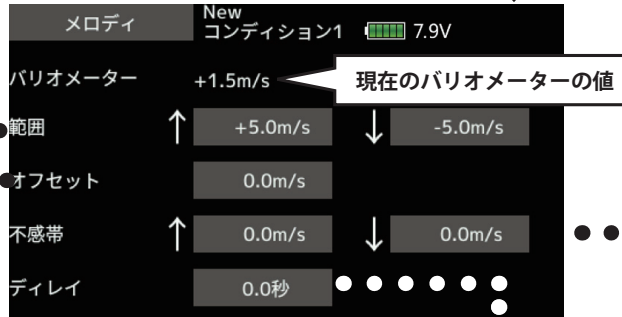 メロディ
New
コンディション1 7.9V
バリオメーター +1.5m/s 現在のバリオメーターの値
範囲 ↑ +5.0m/s ↓ -5.0m/s
オフセット 0.0m/s
不感帯 ↑ 0.0m/s ↓ 0.0m/s
ディレイ 0.0秒